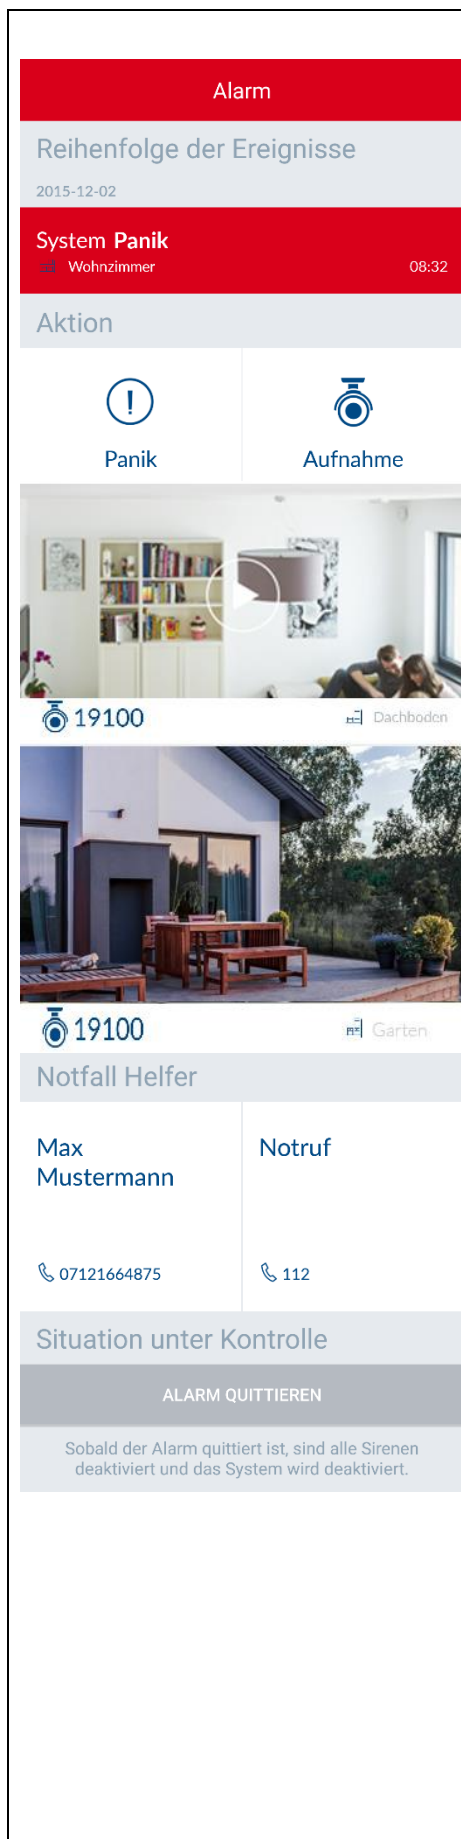 Alarm
Reihenfolge der Ereignisse
2015-12-02
System Panik
Wohnzimmer 08:32
Aktion
Panik Aufnahme
19100 Dachboden
19100 Garten
Notfall Helfer
Max Notruf
Mustermann
07121664875 112
Situation unter Kontrolle
ALARM QUITTIEREN
Sobald der Alarm quittiert ist, sind alle Sirenen
deaktiviert und das System wird deaktiviert.